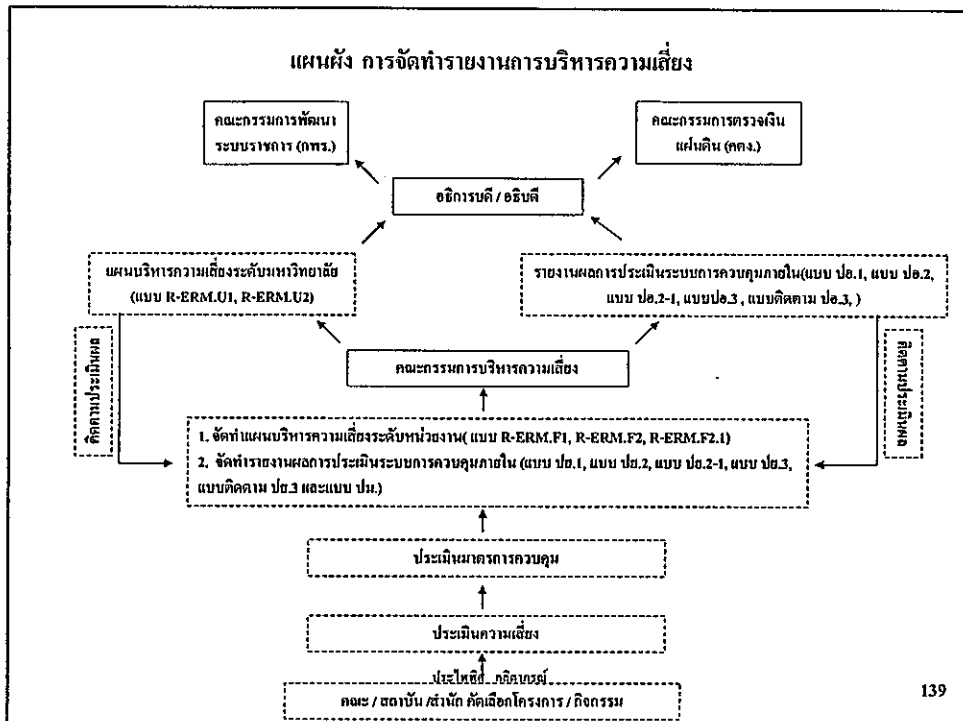 แผนผัง การจัดทำรายงานการบริหารความเสี่ยง
คณะกรรมการพัฒนา
ระบบราชการ (กพร.)
คณะกรรมการตรวจเงิน
แผ่นดิน (คตง.)
อธิการบดี / อธิบดี
แผนบริหารความเสี่ยงระดับมหาวิทยาลัย
(แบบ R-ERM.U1, R-ERM.U2)
รายงานผลการประเมินระบบการควบคุมภายใน(แบบ ปอ.1, แบบ ปอ.2,
แบบ ปอ.2-1, แบบปอ.3 , แบบติดตาม ปอ.3, )
ติดตามประเมินผล
ติดตามประเมินผล
คณะกรรมการบริหารความเสี่ยง
1. จัดทำแผนบริหารความเสี่ยงระดับหน่วยงาน( แบบ R-ERM.F1, R-ERM.F2, R-ERM.F2.1)
2. จัดทำรายงานผลการประเมินระบบการควบคุมภายใน (แบบ ปย.1, แบบ ปย.2, แบบ ปย.2-1, แบบ ปย.3,
แบบติดตาม ปย.3 และแบบ ปม.)
ประเมินมาตรการควบคุม
ประเมินความเสี่ยง
คณะ / สถาบัน /สำนัก คัดเลือกโครงการ / กิจกรรม
139